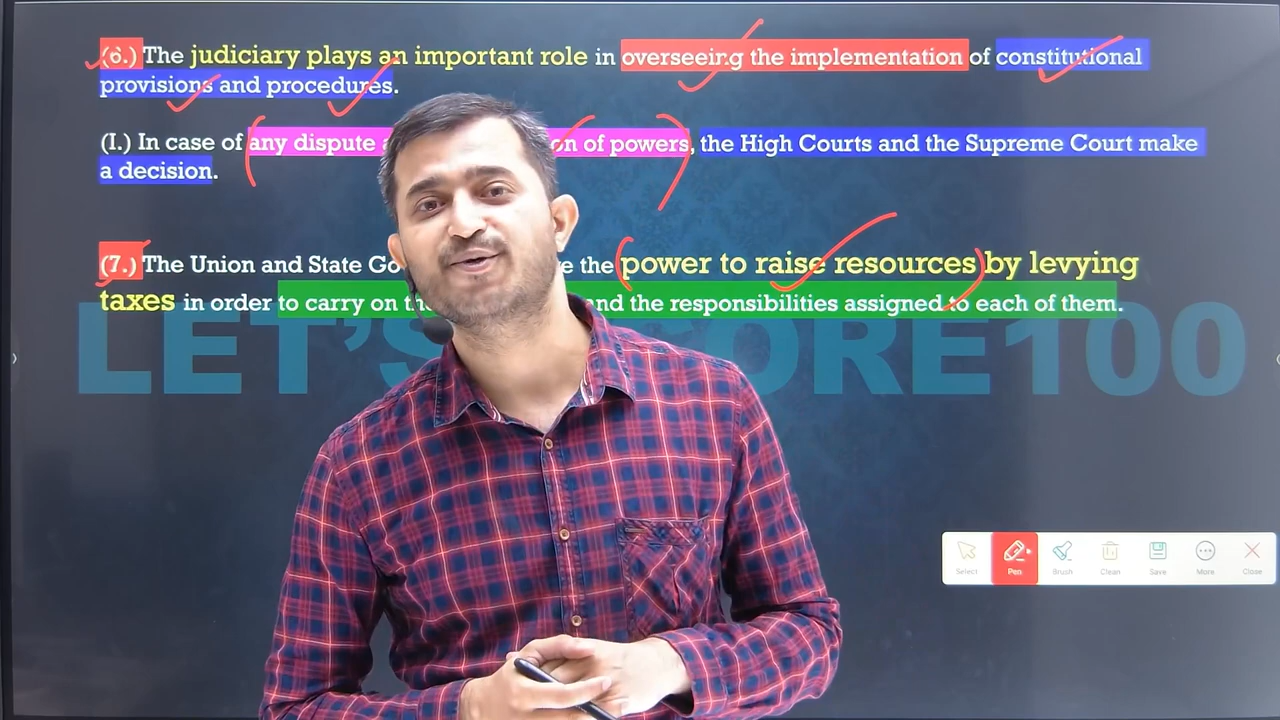 (6.) The judiciary plays an important role in overseeing the implementation of constitutional
provisions and procedures.
(I.) In case of any dispute of powers, the High Courts and the Supreme Court make
a decision.
(7.) The Union and State the power to raise resources by levying
taxes in order to carry on and the responsibilities assigned to each of them.
LET'S 100
Select Pen Brush Clean Save More Close